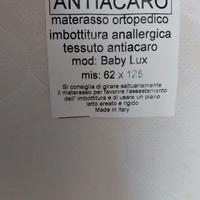 ANTIACARO
materasso ortopedico
imbottitura anallergica
tessuto antiacaro
mod: Baby Lux
mis: 62 x 125
Si consiglia di girare saltuariamente
il materasso per favorire l'assestamento
dell' imbottitura e di usare un piano
letto areato e rigido
Made in Italy